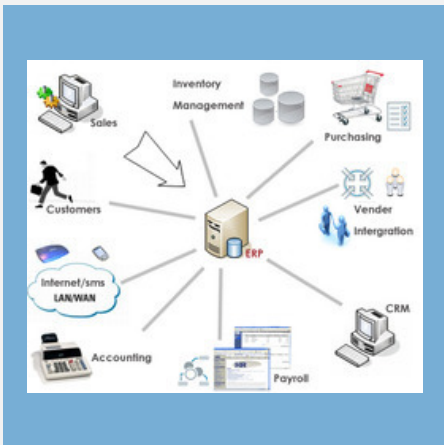 Inventory
Management
Sales
Purchasing
Customers
Vender
Intergration
ERP
Internet/sms
LAN/WAN
CRM
Accounting
Payroll